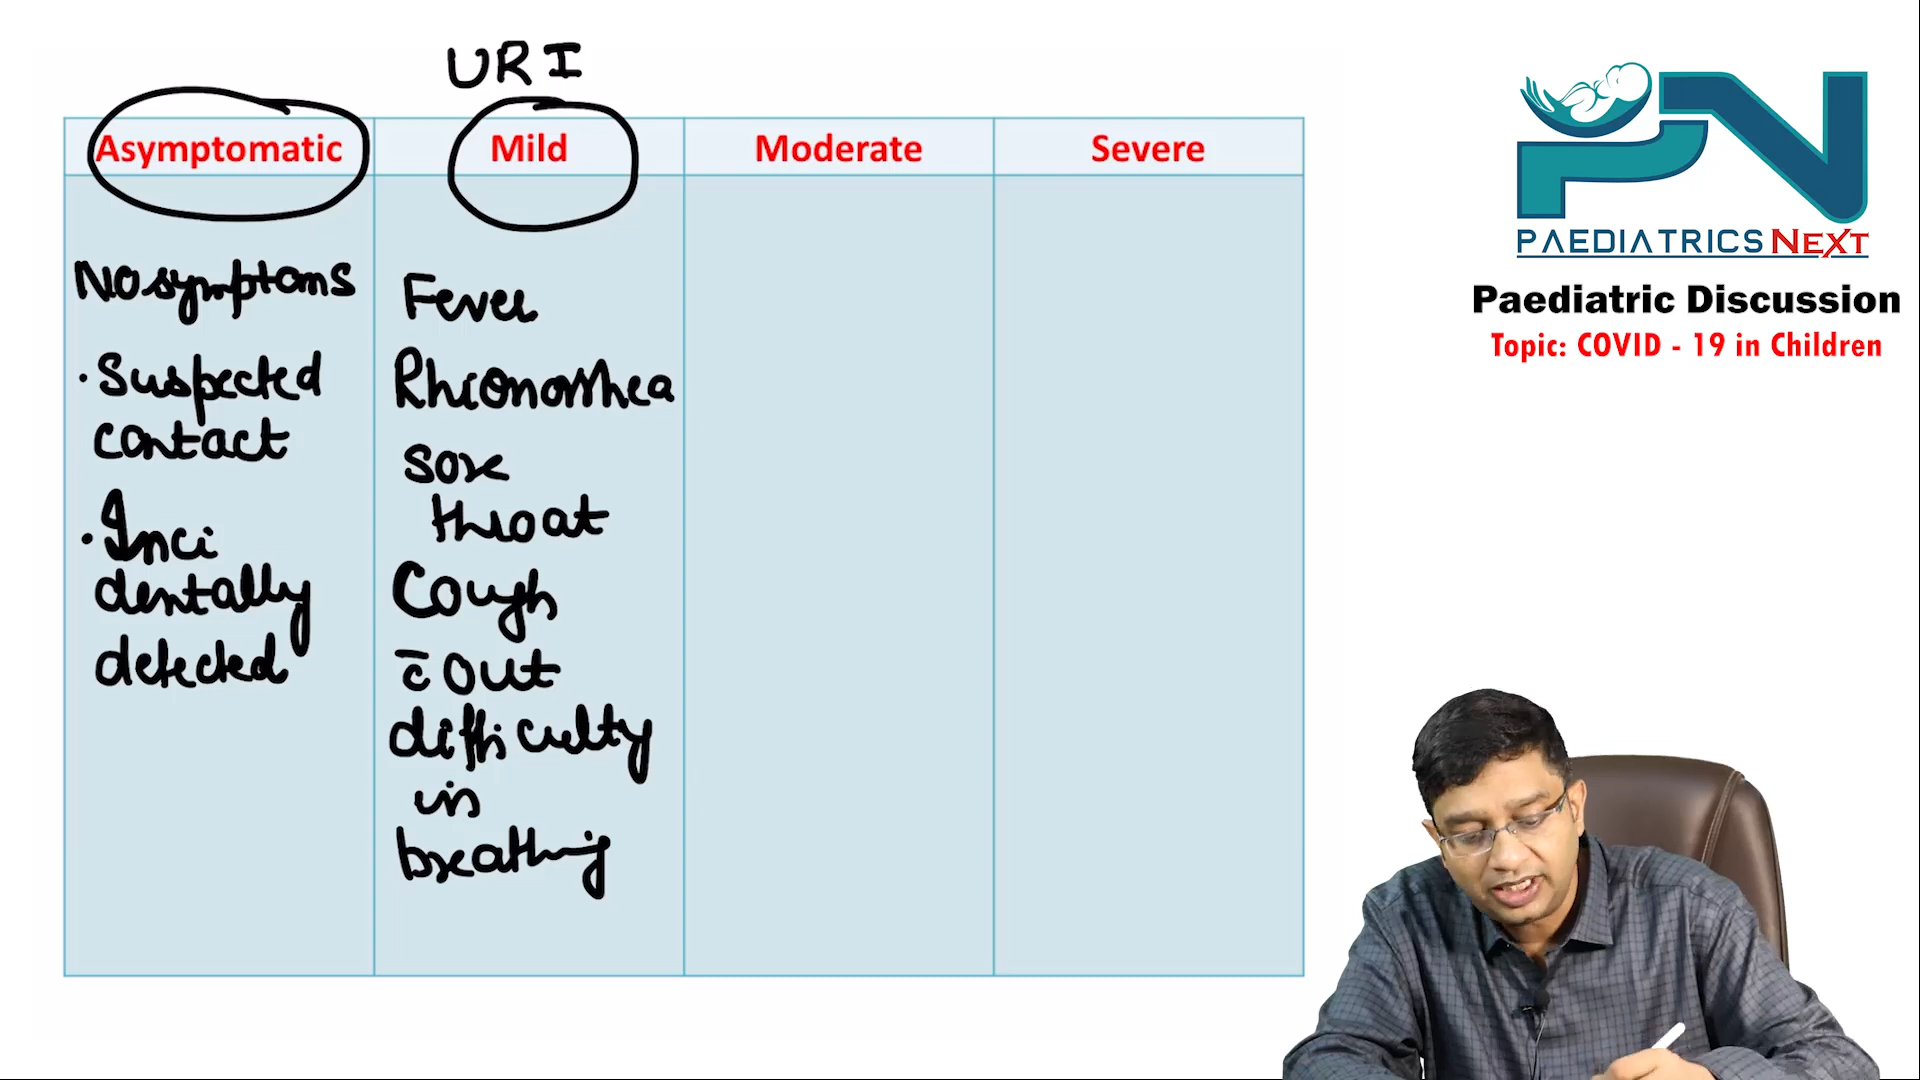 URI
Asymptomatic Mild Moderate Severe
No symptoms
· Suspected
contact
· Inci
dentally
detected
Fever
Rhionorrhea
Sore
throat
Cough
c̄ out
difficulty
in
breathing
PAEDIATRICS NEXT
Paediatric Discussion
Topic: COVID - 19 in Children